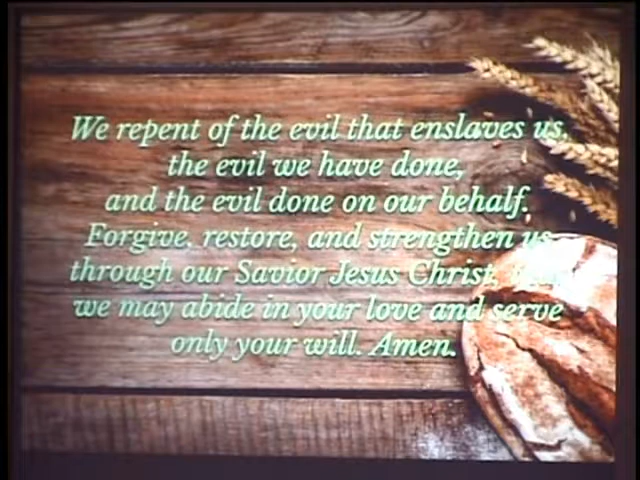 We repent of the evil that enslaves us,
the evil we have done,
and the evil done on our behalf.
Forgive, restore, and strengthen us
through our Savior Jesus Christ,
we may abide in your love and serve
only your will. Amen.